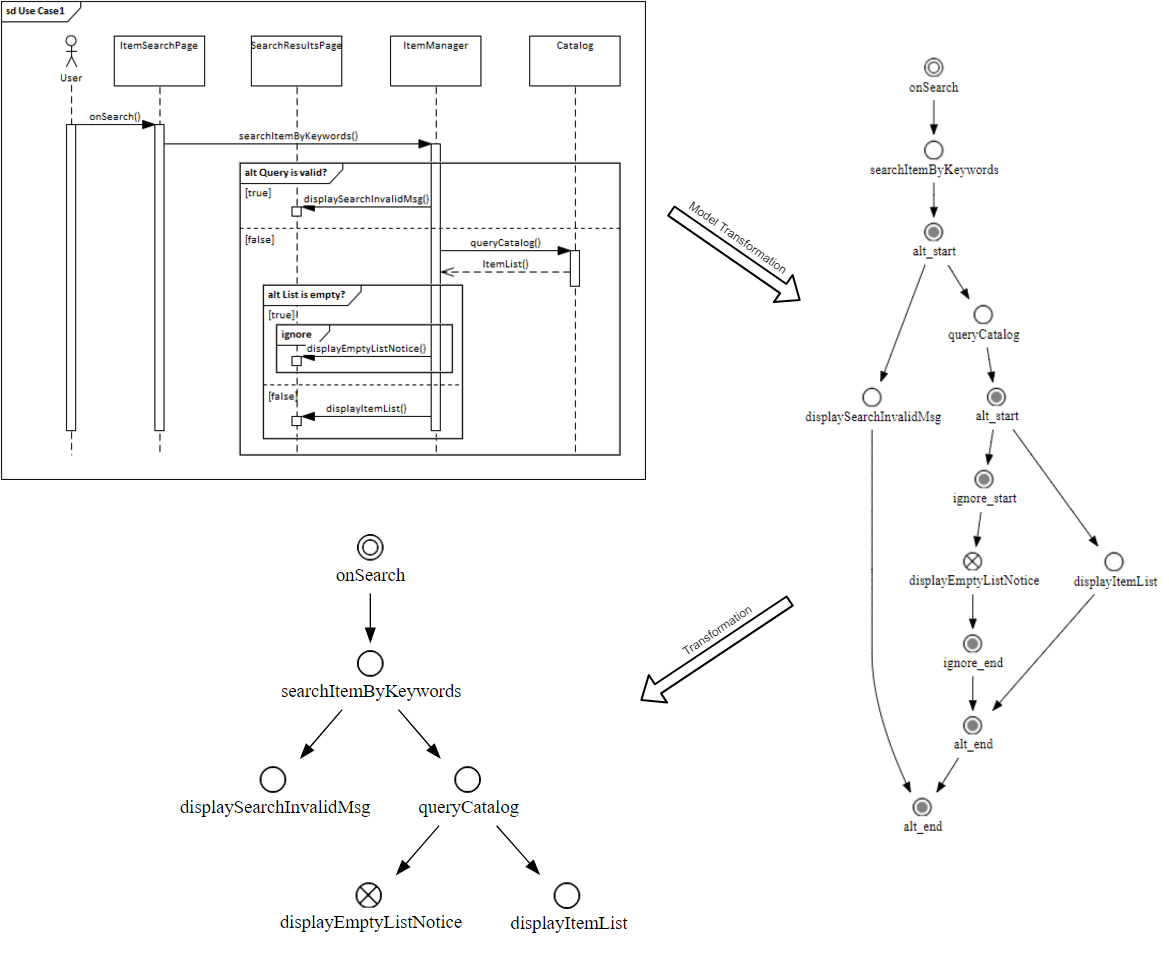 sd Use Case1
User
ItemSearchPage
SearchResultsPage
ItemManager
Catalog
onSearch()
searchItemByKeywords()
alt Query is valid?
[true]
displaySearchInvalidMsg()
[false]
queryCatalog()
ItemList()
alt List is empty?
[true]
ignore
displayEmptyListNotice()
[false]
displayItemList()
Model Transformation
onSearch
searchItemByKeywords
alt_start
queryCatalog
displaySearchInvalidMsg
alt_start
ignore_start
displayEmptyListNotice
displayItemList
ignore_end
alt_end
alt_end
Transformation
onSearch
searchItemByKeywords
displaySearchInvalidMsg
queryCatalog
displayEmptyListNotice
displayItemList